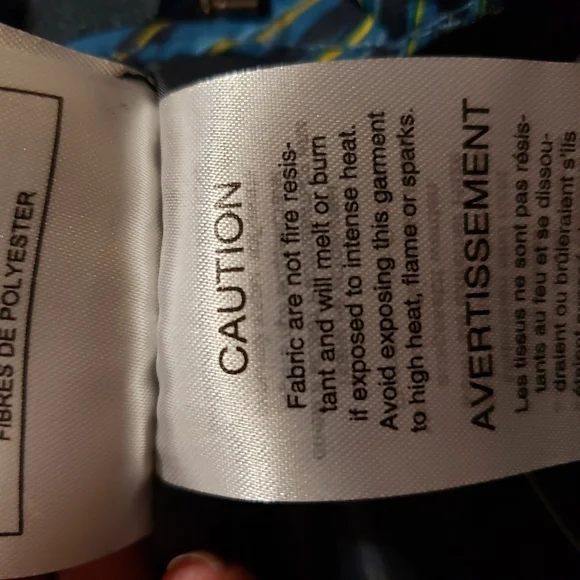 FIBRES DE POLYESTER
CAUTION
Fabric are not fire resis-
tant and will melt or burn
if exposed to intense heat.
Avoid exposing this garment
to high heat, flame or sparks.
AVERTISSEMENT
Les tissus ne sont pas résis-
tants au feu et se dissou-
draient ou brûleraient s'ils